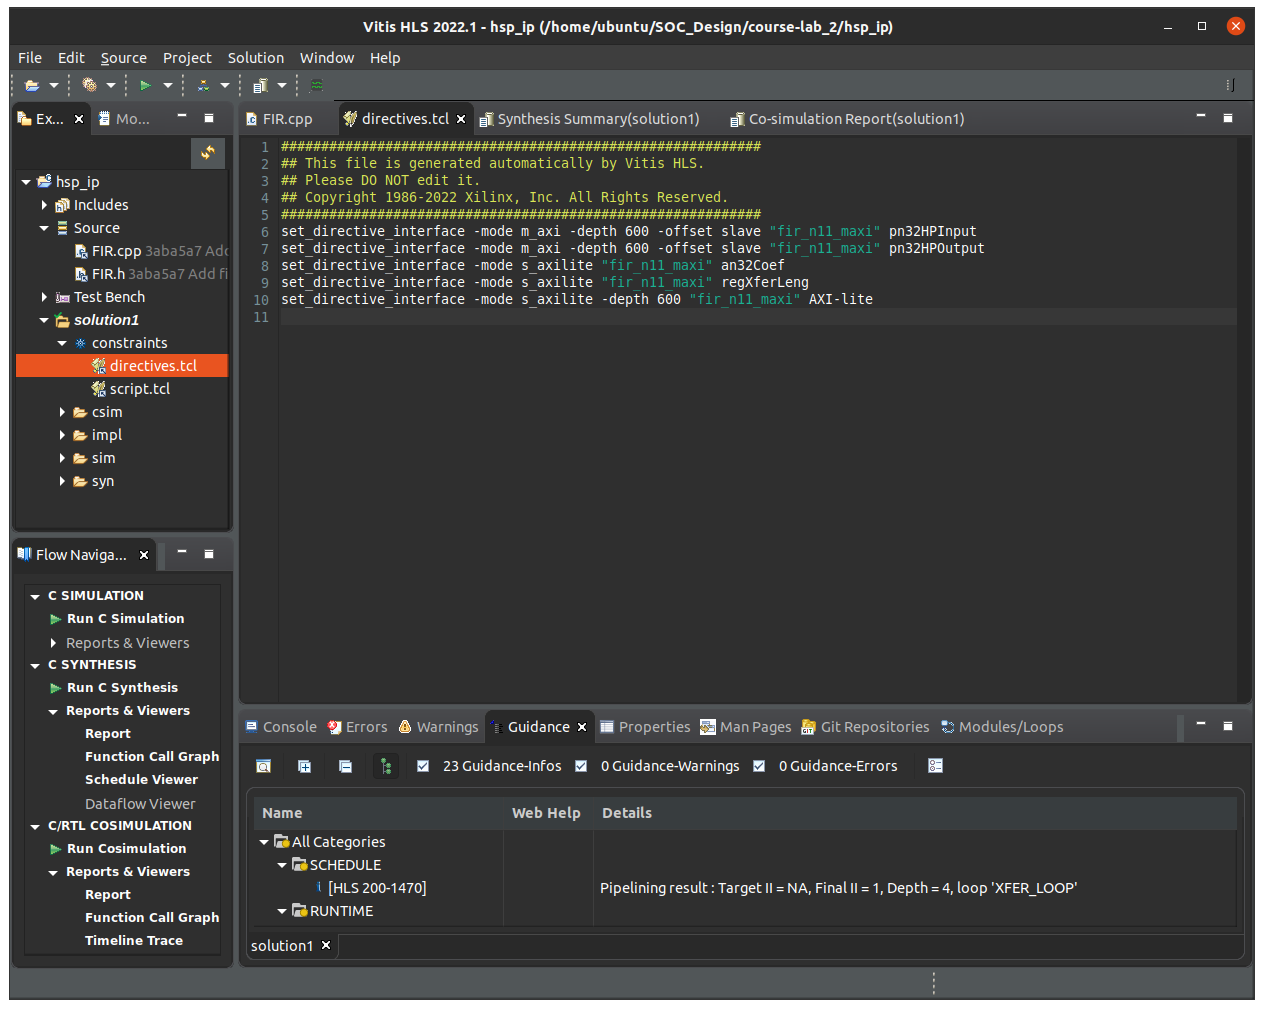 Vitis HLS 2022.1 - hsp_ip (/home/ubuntu/SOC_Design/course-lab_2/hsp_ip)
File Edit Source Project Solution Window Help
Ex... Mo...
hsp_ip
Includes
Source
FIR.cpp 3aba5a7 Add
FIR.h 3aba5a7 Add fi
Test Bench
solution1
constraints
directives.tcl
script.tcl
csim
impl
sim
syn
Flow Naviga...
C SIMULATION
Run C Simulation
Reports & Viewers
C SYNTHESIS
Run C Synthesis
Reports & Viewers
Report
Function Call Graph
Schedule Viewer
Dataflow Viewer
C/RTL COSIMULATION
Run Cosimulation
Reports & Viewers
Report
Function Call Graph
Timeline Trace
FIR.cpp directives.tcl Synthesis Summary(solution1) Co-simulation Report(solution1)
1 ############################################################
2 ## This file is generated automatically by Vitis HLS.
3 ## Please DO NOT edit it.
4 ## Copyright 1986-2022 Xilinx, Inc. All Rights Reserved.
5 ############################################################
6 set_directive_interface -mode m_axi -depth 600 -offset slave "fir_n11_maxi" pn32HPInput
7 set_directive_interface -mode m_axi -depth 600 -offset slave "fir_n11_maxi" pn32HPOutput
8 set_directive_interface -mode s_axilite "fir_n11_maxi" an32Coef
9 set_directive_interface -mode s_axilite "fir_n11_maxi" regXferLeng
10 set_directive_interface -mode s_axilite -depth 600 "fir_n11_maxi" AXI-lite
11
Console Errors Warnings Guidance Properties Man Pages Git Repositories Modules/Loops
23 Guidance-Infos 0 Guidance-Warnings 0 Guidance-Errors
Name Web Help Details
All Categories
SCHEDULE
[HLS 200-1470] Pipelining result : Target II = NA, Final II = 1, Depth = 4, loop 'XFER_LOOP'
RUNTIME
solution1